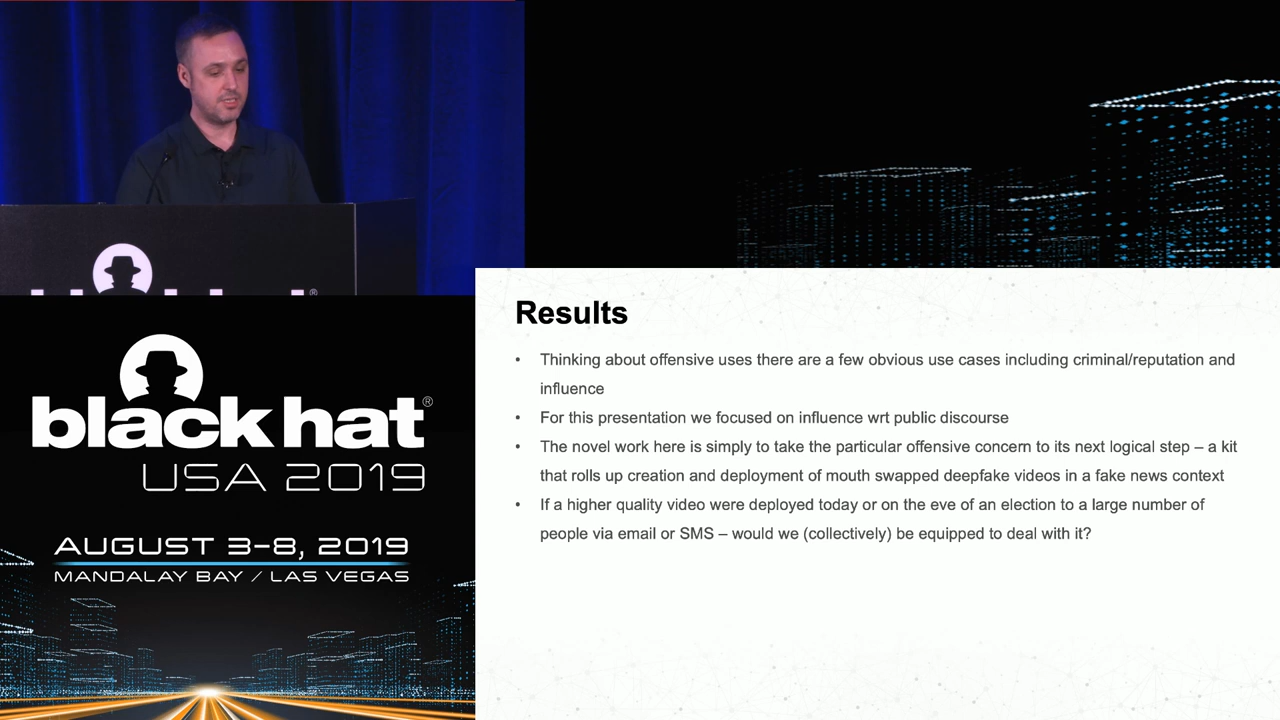 black hat®
USA 2019
AUGUST 3-8, 2019
MANDALAY BAY / LAS VEGAS
Results
• Thinking about offensive uses there are a few obvious use cases including criminal/reputation and
influence
• For this presentation we focused on influence wrt public discourse
• The novel work here is simply to take the particular offensive concern to its next logical step – a kit
that rolls up creation and deployment of mouth swapped deepfake videos in a fake news context
• If a higher quality video were deployed today or on the eve of an election to a large number of
people via email or SMS – would we (collectively) be equipped to deal with it?